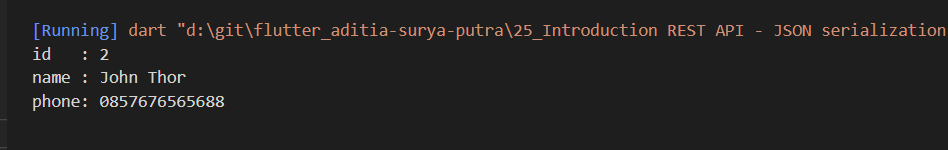 [Running] dart "d:\git\flutter_aditia-surya-putra\25_Introduction REST API - JSON serialization
id   : 2
name : John Thor
phone: 0857676565688